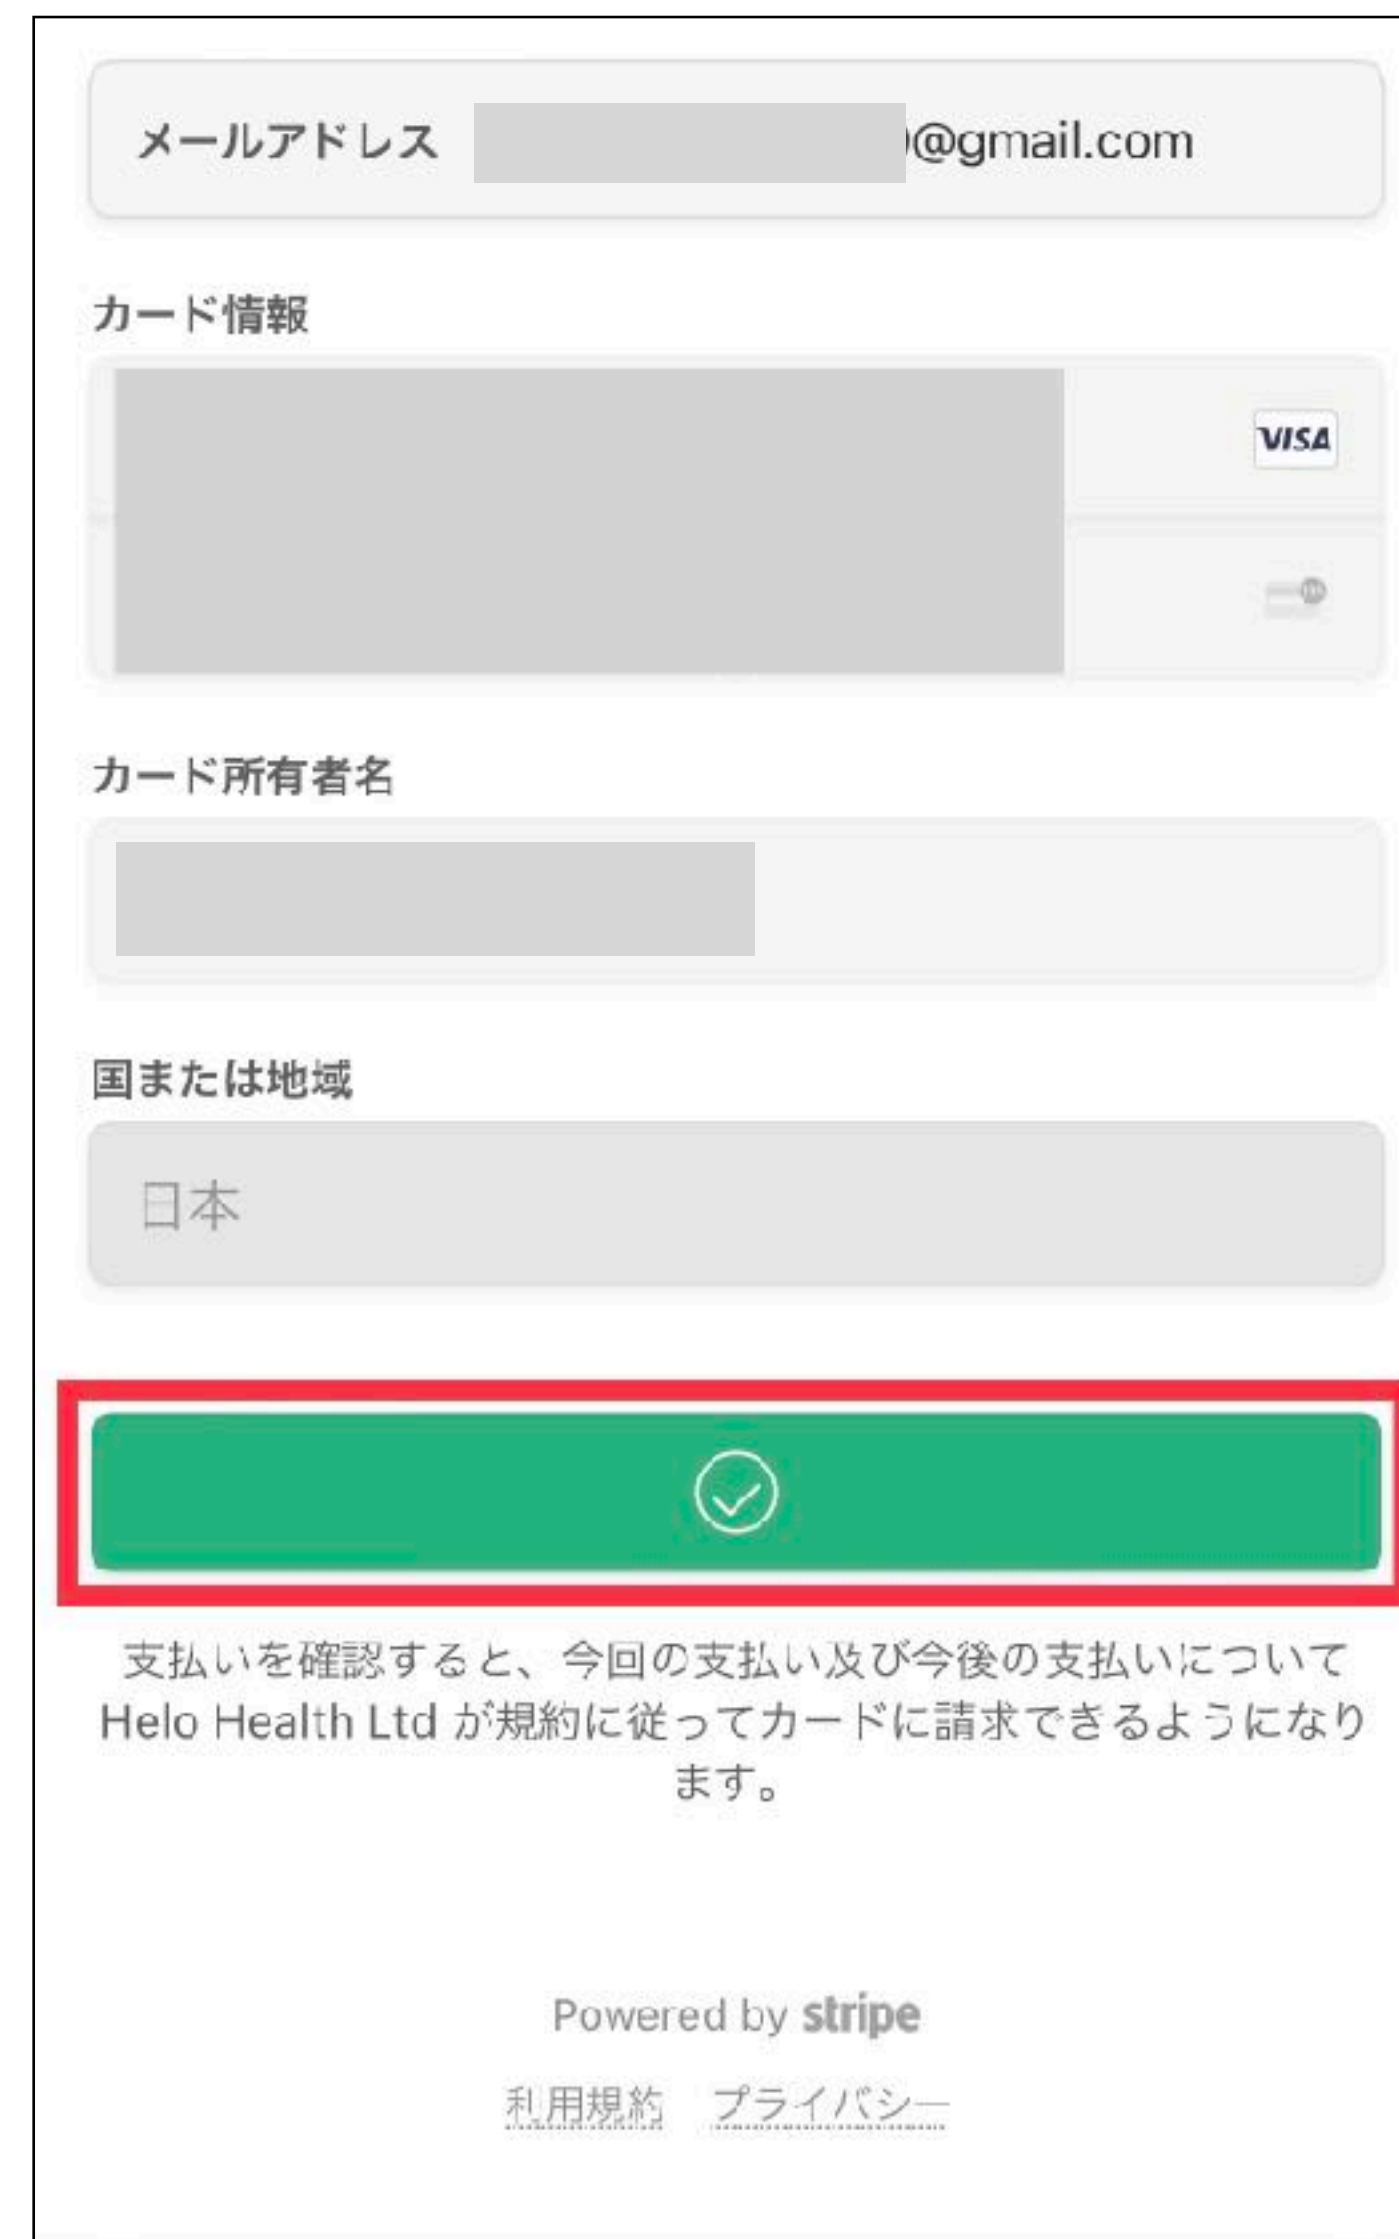 メールアドレス @gmail.com
カード情報
VISA
カード所有者名
国または地域
日本
支払いを確認すると、今回の支払い及び今後の支払いについて
Helo Health Ltd が規約に従ってカードに請求できるようになり
ます。
Powered by stripe
利用規約 プライバシー